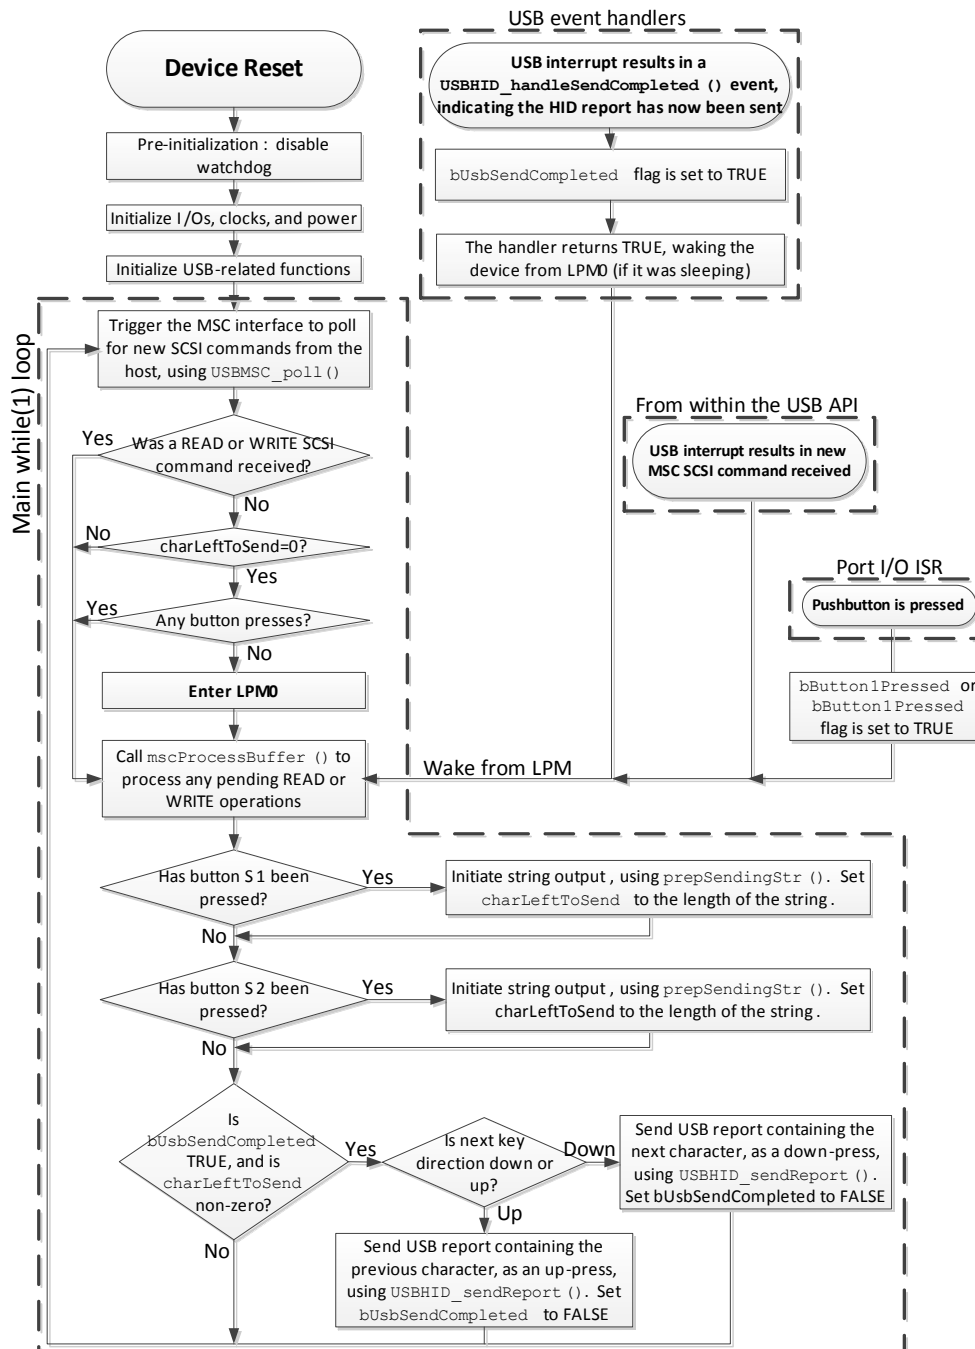 USB event handlers
Device Reset
USB interrupt results in a
USBHID_handleSendCompleted () event,
indicating the HID report has now been sent
Pre-initialization : disable
watchdog
bUsbSendCompleted flag is set to TRUE
Initialize I /Os, clocks, and power
The handler returns TRUE, waking the
device from LPM0 (if it was sleeping)
Initialize USB-related functions
Main while(1) loop
Trigger the MSC interface to poll
for new SCSI commands from the
host, using USBMSC_poll()
From within the USB API
Yes
Was a READ or WRITE SCSI
command received?
USB interrupt results in new
MSC SCSI command received
No
No
charLeftToSend=0?
Yes
Port I/O ISR
Yes
Any button presses?
Pushbutton is pressed
No
Enter LPM0
bButton1Pressed or
bButton1Pressed
flag is set to TRUE
Call mscProcessBuffer () to
process any pending READ or
WRITE operations
Wake from LPM
Has button S 1 been
pressed?
Yes
Initiate string output , using prepSendingStr (). Set
charLeftToSend to the length of the string .
No
Has button S 2 been
pressed?
Yes
Initiate string output , using prepSendingStr (). Set
charLeftToSend to the length of the string .
No
Is
bUsbSendCompleted
TRUE, and is
charLeftToSend
non-zero?
Yes
Is next key
direction down or
up?
Down
Send USB report containing the
next character, as a down-press,
using USBHID_sendReport ().
Set bUsbSendCompleted to FALSE
Up
No
Send USB report containing the
previous character, as an up-press,
using USBHID_sendReport (). Set
bUsbSendCompleted to FALSE